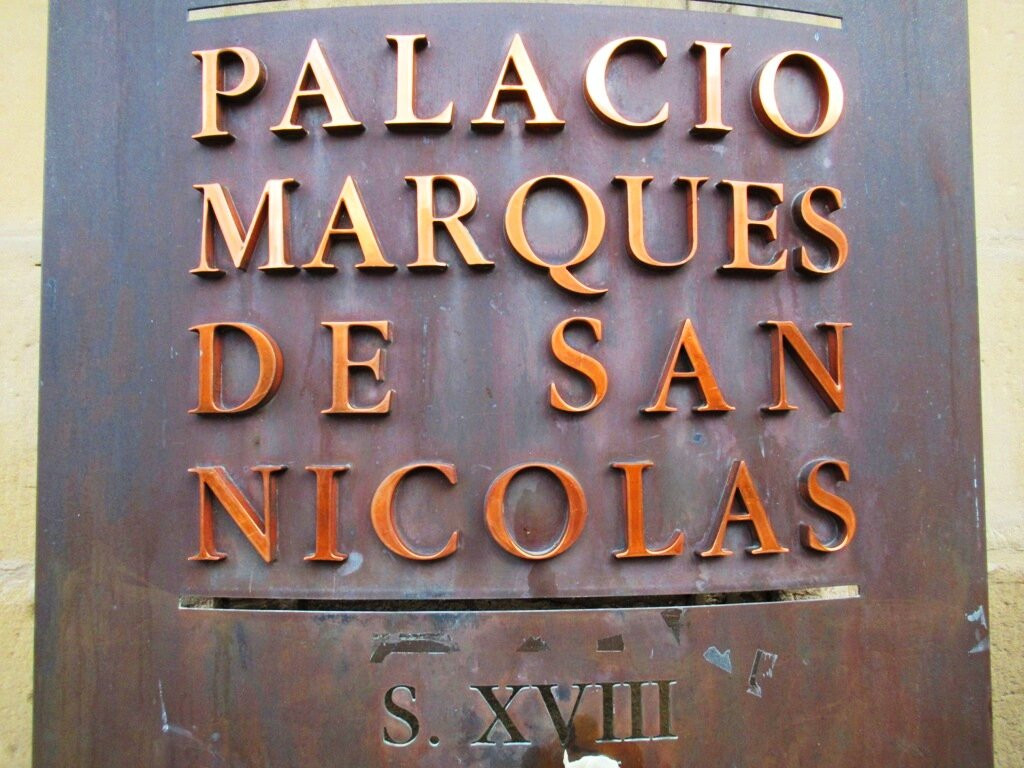 PALACIO
MARQUES
DE SAN
NICOLAS
S. XVIII